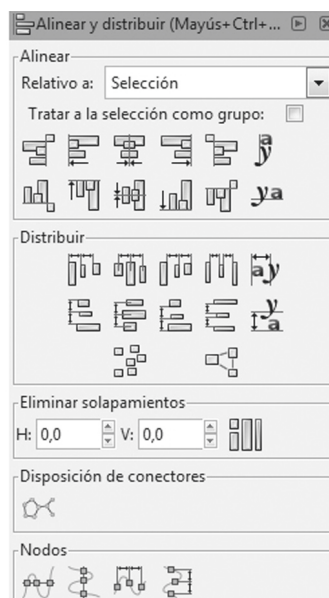 Alinear y distribuir (Mayús+Ctrl+...
Alinear
Relativo a: Selección
Tratar a la selección como grupo:
Distribuir
Eliminar solapamientos
H: 0,0 V: 0,0
Disposición de conectores
Nodos